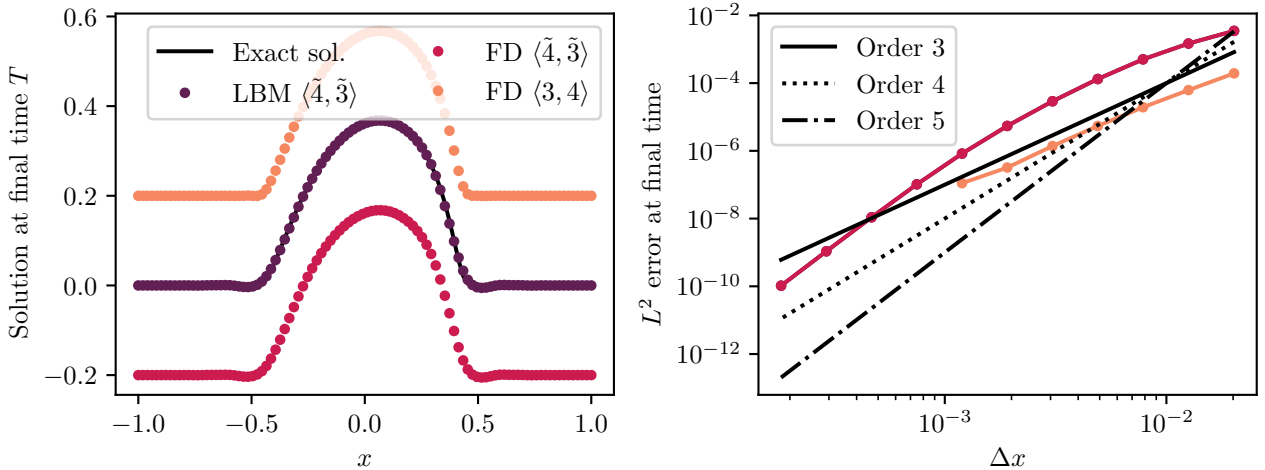 0.6
0.4
0.2
0.0
−0.2
Solution at final time T
Exact sol.
LBM ⟨4̃, 3̃⟩
FD ⟨4̃, 3̃⟩
FD ⟨3, 4⟩
−1.0 −0.5 0.0 0.5 1.0
x
10⁻²
10⁻⁴
10⁻⁶
10⁻⁸
10⁻¹⁰
10⁻¹²
L² error at final time
Order 3
Order 4
Order 5
10⁻³ 10⁻²
Δx